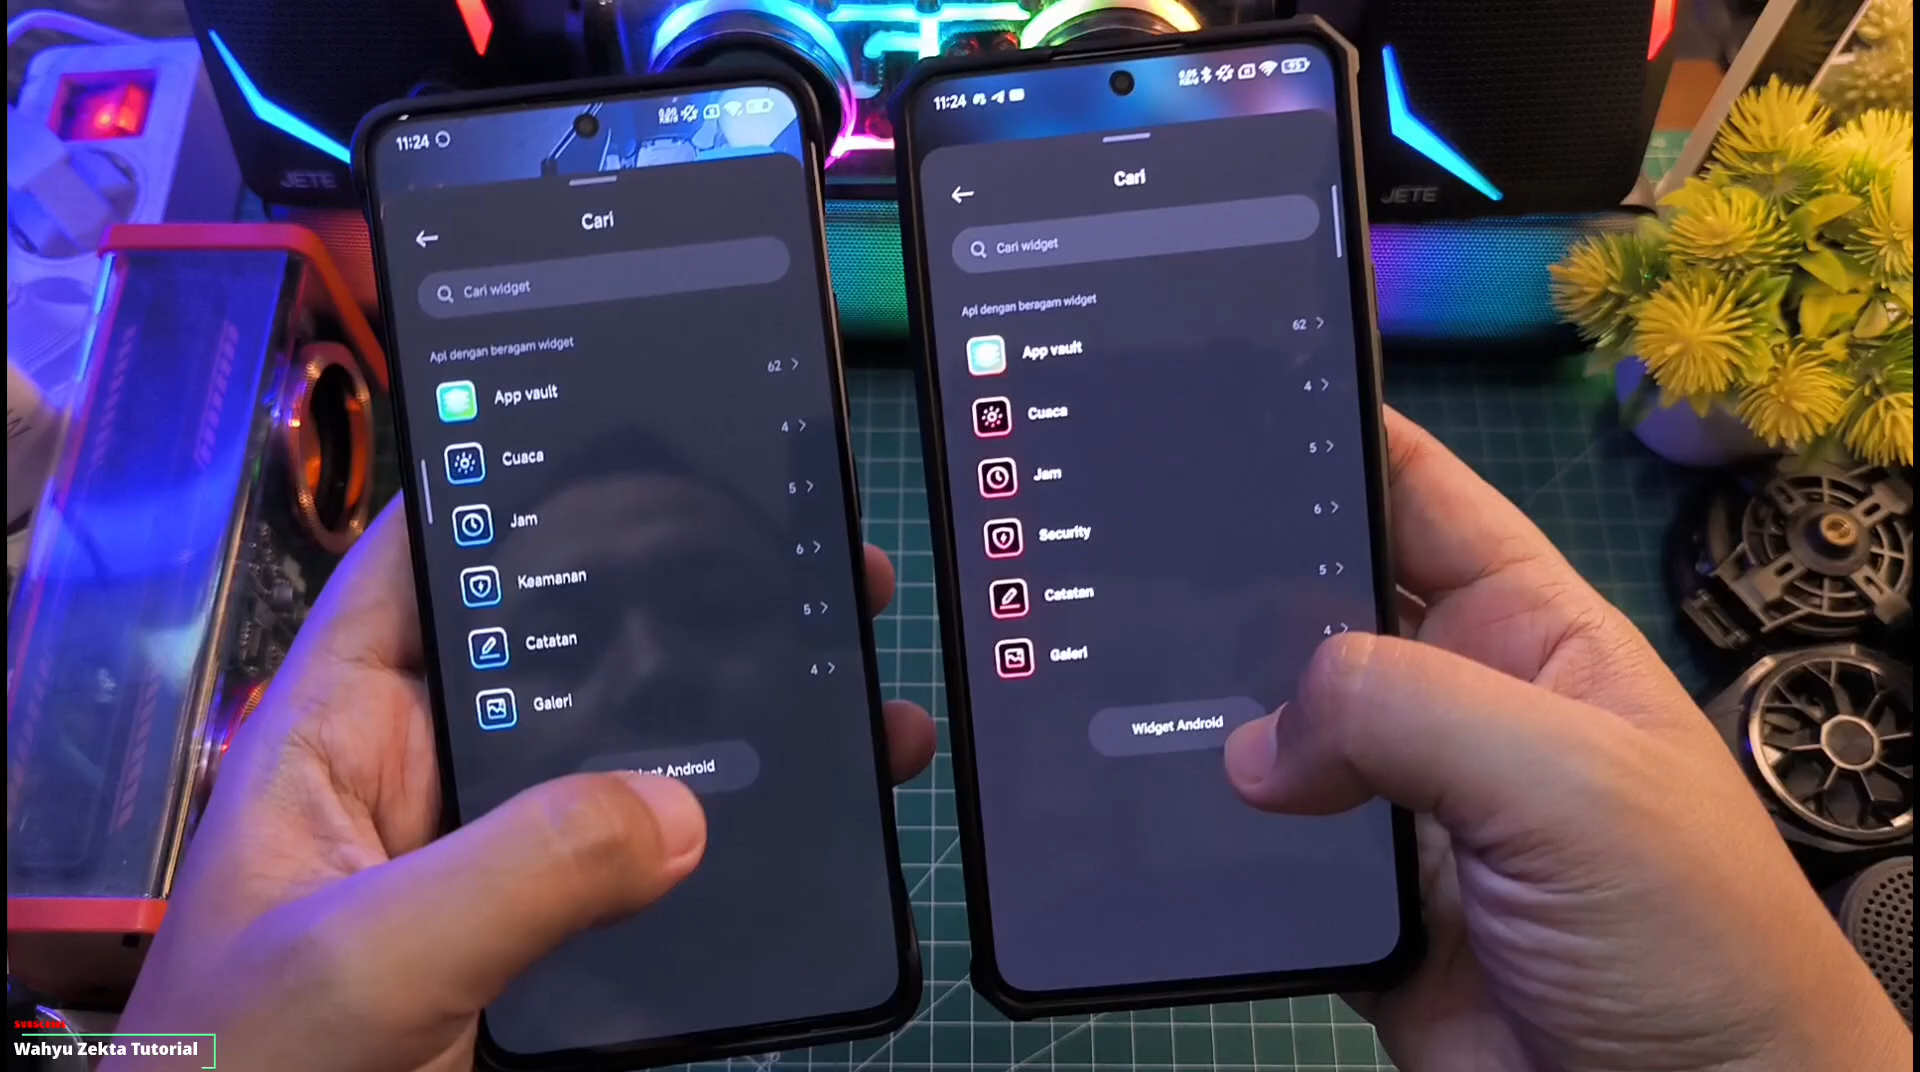 JETE
JETE
11:24
Cari
Cari widget
Apl dengan beragam widget
App vault
62
Cuaca
4
Jam
5
Keamanan
6
Catatan
5
Galeri
4
Android
11:24
Cari
Cari widget
Apl dengan beragam widget
App vault
62
Cuaca
4
Jam
5
Security
6
Catatan
5
Galeri
4
Widget Android
SUBSCRIBE
Wahyu Zekta Tutorial